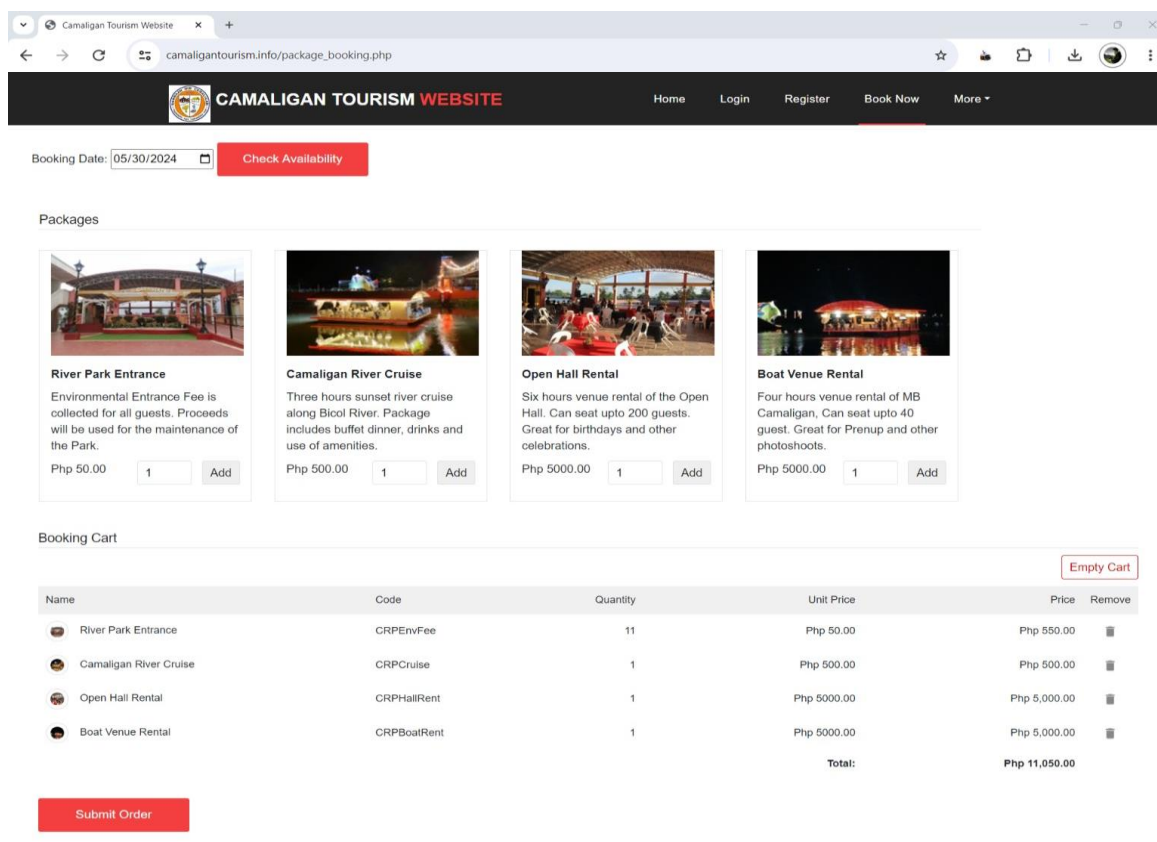 Camaligan Tourism Website
camaligantourism.info/package_booking.php
CAMALIGAN TOURISM WEBSITE Home Login Register Book Now More
Booking Date: 05/30/2024 Check Availability
Packages
River Park Entrance
Environmental Entrance Fee is
collected for all guests. Proceeds
will be used for the maintenance of
the Park.
Php 50.00 1 Add
Camaligan River Cruise
Three hours sunset river cruise
along Bicol River. Package
includes buffet dinner, drinks and
use of amenities.
Php 500.00 1 Add
Open Hall Rental
Six hours venue rental of the Open
Hall. Can seat upto 200 guests.
Great for birthdays and other
celebrations.
Php 5000.00 1 Add
Boat Venue Rental
Four hours venue rental of MB
Camaligan, Can seat upto 40
guest. Great for Prenup and other
photoshoots.
Php 5000.00 1 Add
Booking Cart
Empty Cart
Name Code Quantity Unit Price Price Remove
River Park Entrance CRPEnvFee 11 Php 50.00 Php 550.00
Camaligan River Cruise CRPCruise 1 Php 500.00 Php 500.00
Open Hall Rental CRPHallRent 1 Php 5000.00 Php 5,000.00
Boat Venue Rental CRPBoatRent 1 Php 5000.00 Php 5,000.00
Total: Php 11,050.00
Submit Order